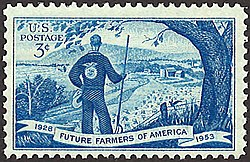 U.S.
POSTAGE
3¢
1928
FUTURE FARMERS OF AMERICA
1953